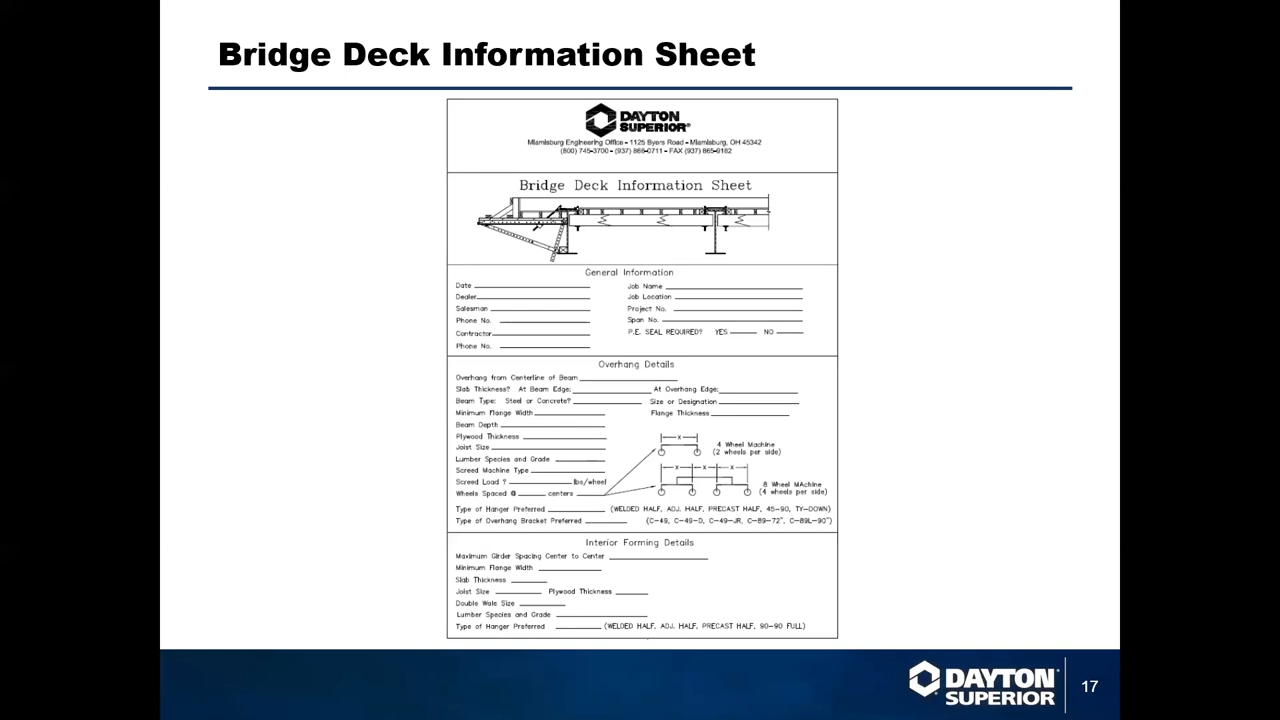 Bridge Deck Information Sheet
DAYTON
SUPERIOR®
Miamisburg Engineering Office - 1125 Byers Road - Miamisburg, OH 45342
(800) 745-3700 - (937) 866-0711 - FAX (937) 865-9182
Bridge Deck Information Sheet
General Information
Date
Job Name
Dealer
Job Location
Salesman
Project No.
Phone No.
Span No.
Contractor
P.E. SEAL REQUIRED? YES NO
Phone No.
Overhang Details
Overhang from Centerline of Beam
Slab Thickness? At Beam Edge: At Overhang Edge:
Beam Type: Steel or Concrete? Size or Designation
Minimum Flange Width Flange Thickness
Beam Depth
Plywood Thickness
x
Joist Size
4 Wheel Machine
(2 wheels per side)
Lumber Species and Grade
Screed Machine Type
x x x
Screed Load ? lbs/wheel
8 Wheel MAchine
(4 wheels per side)
Wheels Spaced @ centers
Type of Hanger Preferred (WELDED HALF, ADJ. HALF, PRECAST HALF, 45-90, TY-DOWN)
Type of Overhang Bracket Preferred (C-49, C-49-D, C-49-JR, C-89-72", C-89L-90")
Interior Forming Details
Maximum Girder Spacing Center to Center
Minimum Flange Width
Slab Thickness
Joist Size Plywood Thickness
Double Wale Size
Lumber Species and Grade
Type of Hanger Preferred (WELDED HALF, ADJ. HALF, PRECAST HALF, 90-90 FULL)
DAYTON
SUPERIOR
17